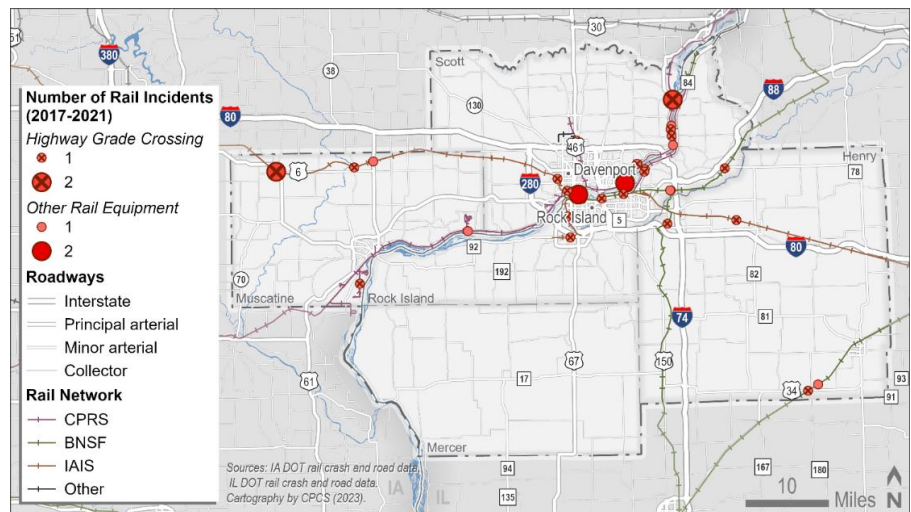 Number of Rail Incidents
(2017-2021)
Highway Grade Crossing
1
2
Other Rail Equipment
1
2
Roadways
Interstate
Principal arterial
Minor arterial
Collector
Rail Network
CPRS
BNSF
IAIS
Other
51
380
30
38
84
88
Scott
130
80
461
Davenport
Henry
78
6
280
Rock Island
5
92
80
192
70
82
Muscatine
Rock Island
74
81
67
150
17
93
61
34
91
Mercer
Sources: IA DOT rail crash and road data.
IL DOT rail crash and road data.
Cartography by CPCS (2023).
94
167
180
135
IA
IL
10
Miles
N